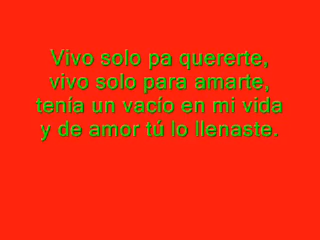 Vivo solo pa quererte,
vivo solo para amarte,
tenía un vacío en mi vida
y de amor tú lo llenaste.